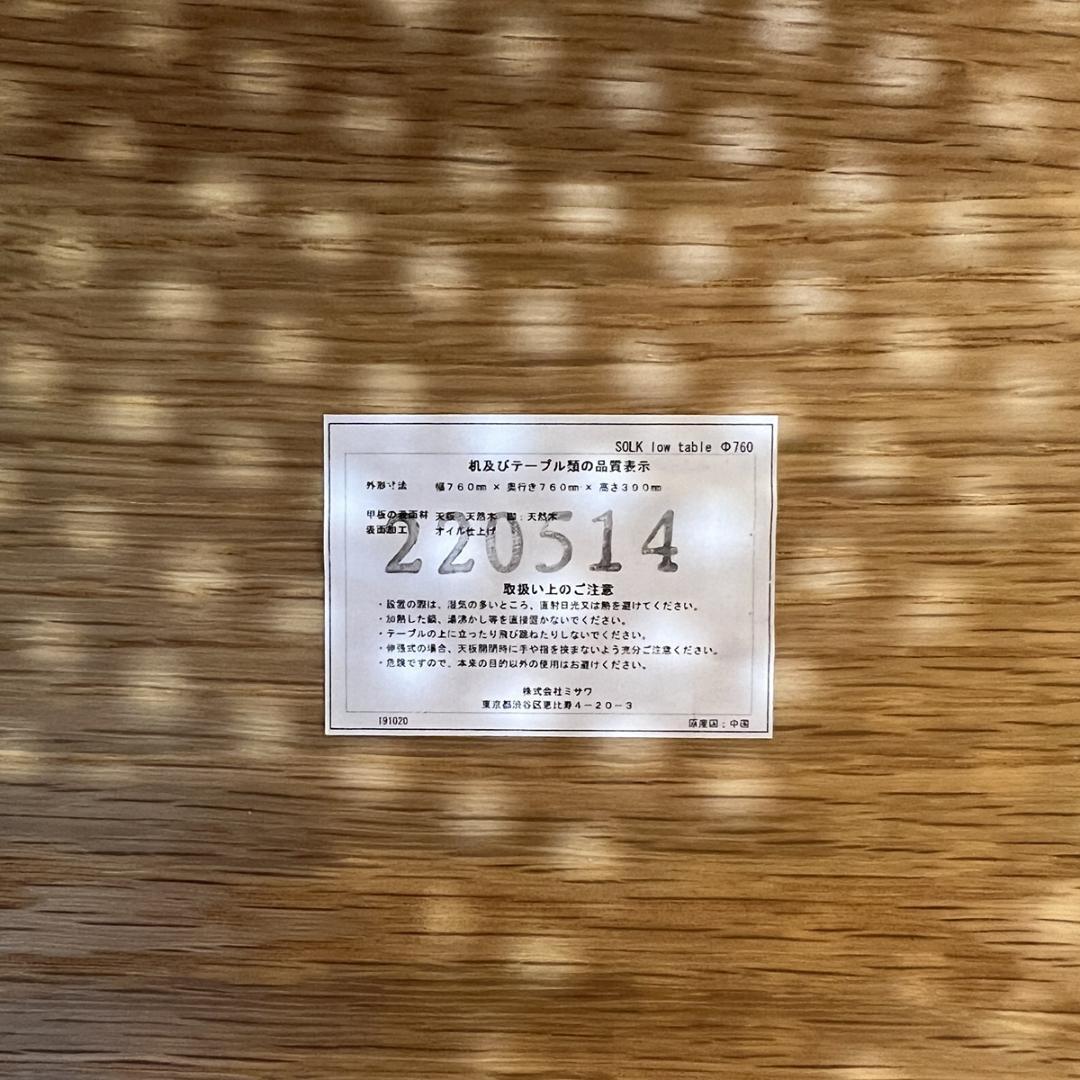 SOLK low table Φ760
机及びテーブル類の品質表示
外形寸法 幅760mm × 奥行き760mm × 高さ390mm
甲板の表面材 天板:天然木 脚:天然木
表面加工 オイル仕上げ
220514
取扱い上のご注意
・設置の際は、湿気の多いところ、直射日光又は熱を避けてください。
・加熱した鍋、湯沸かし等を直接置かないでください。
・テーブルの上に立ったり飛び跳ねたりしないでください。
・伸張式の場合、天板開閉時に手や指を挟まないよう充分ご注意ください。
・危険ですので、本来の目的以外の使用はお避けください。
株式会社ミサワ
東京都渋谷区恵比寿4-20-3
191020 原産国:中国